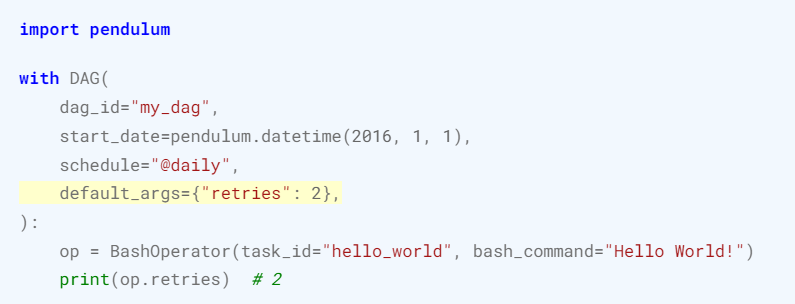 import pendulum
with DAG(
    dag_id="my_dag",
    start_date=pendulum.datetime(2016, 1, 1),
    schedule="@daily",
    default_args={"retries": 2},
):
    op = BashOperator(task_id="hello_world", bash_command="Hello World!")
    print(op.retries)  # 2